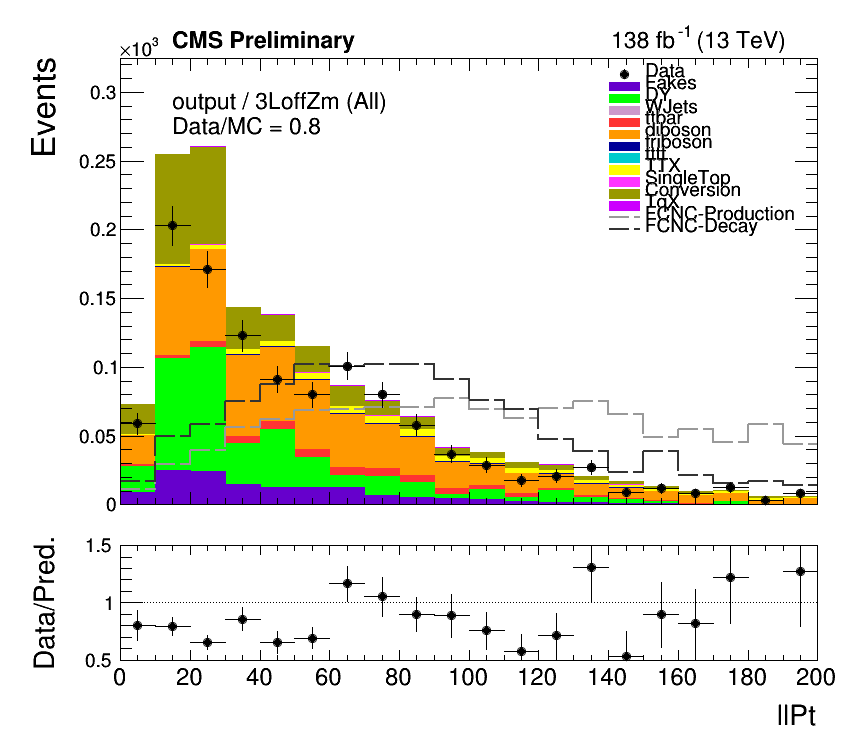 ×10³ CMS Preliminary 138 fb⁻¹ (13 TeV)
Events
output / 3LoffZm (All)
Data/MC = 0.8
Data
Fakes
DY
WJets
ttbar
diboson
triboson
tttt
TTX
SingleTop
Conversion
TqX
FCNC-Production
FCNC-Decay
0.3
0.25
0.2
0.15
0.1
0.05
0
Data/Pred.
1.5
1
0.5
0 20 40 60 80 100 120 140 160 180 200
llPt